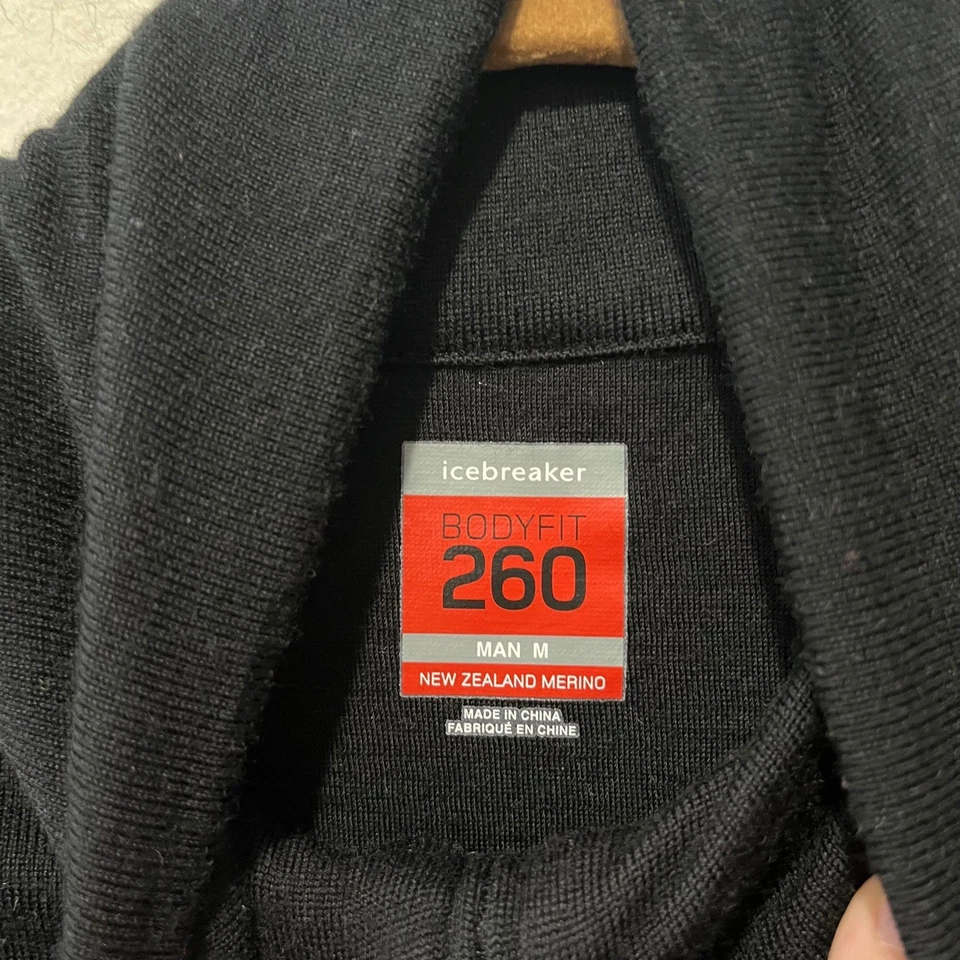 icebreaker
BODYFIT
260
MAN M
NEW ZEALAND MERINO
MADE IN CHINA
FABRIQUÉ EN CHINE